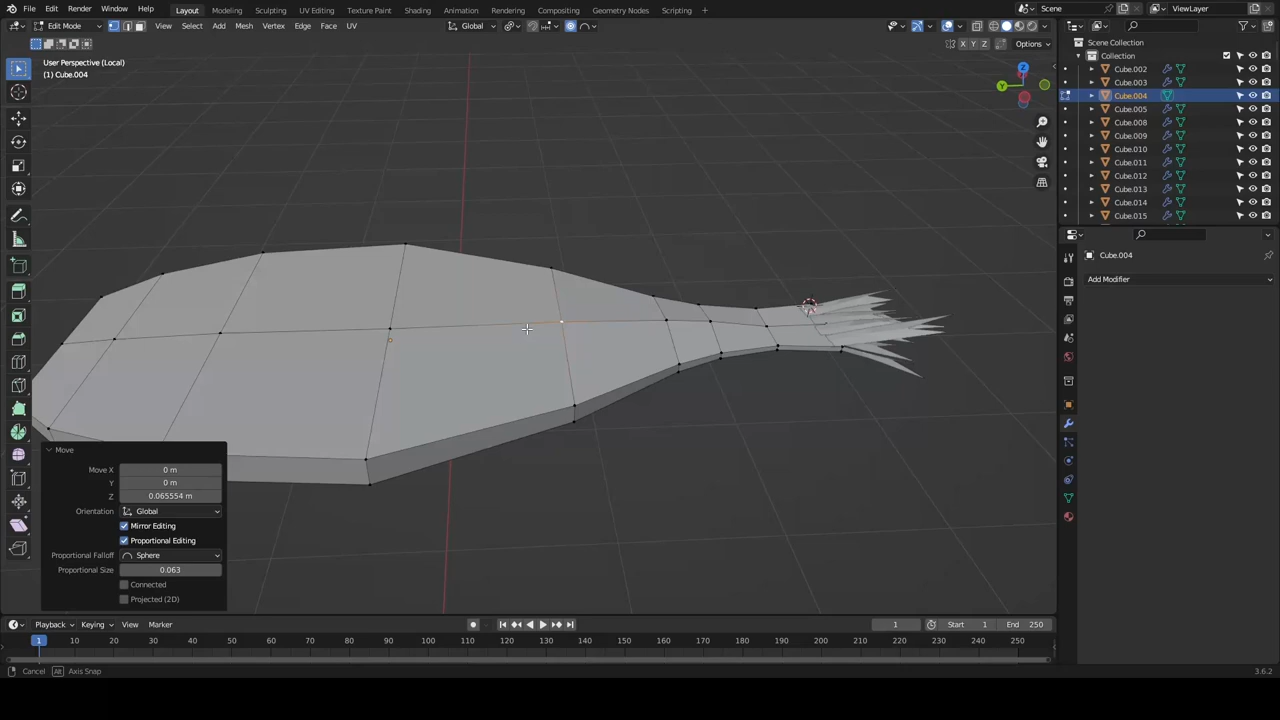 File Edit Render Window Help Layout Modeling Sculpting UV Editing Texture Paint Shading Animation Rendering Compositing Geometry Nodes Scripting + Scene ViewLayer
Edit Mode View Select Add Mesh Vertex Edge Face UV Global
X Y Z Options
User Perspective (Local)
(1) Cube.004
Z
Y
Scene Collection
Collection
Cube.002
Cube.003
Cube.004
Cube.005
Cube.008
Cube.009
Cube.010
Cube.011
Cube.012
Cube.013
Cube.014
Cube.015
Cube.004
Add Modifier
Move
Move X 0 m
Y 0 m
Z 0.065554 m
Orientation Global
Mirror Editing
Proportional Editing
Proportional Falloff Sphere
Proportional Size 0.063
Connected
Projected (2D)
Playback Keying View Marker 1 Start 1 End 250
1 10 20 30 40 50 60 70 80 90 100 110 120 130 140 150 160 170 180 190 200 210 220 230 240 250
Cancel Alt Axis Snap 3.6.2